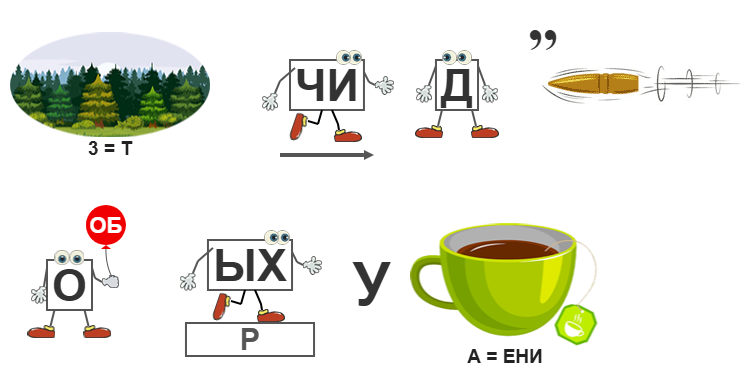 ЧИ Д ’’
3 = Т
ОБ
О ЫХ У
Р
А = ЕНИ